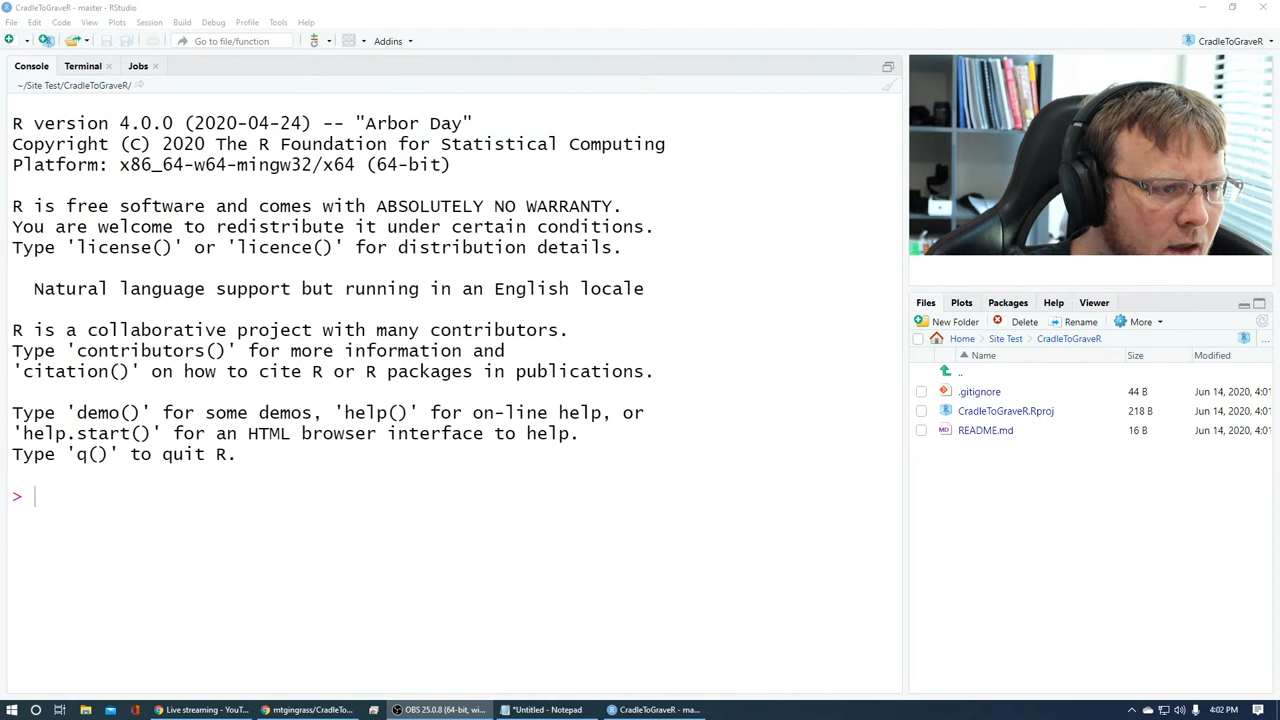 CradleToGraveR - master - RStudio
File Edit Code View Plots Session Build Debug Profile Tools Help
Go to file/function Addins CradleToGraveR
Console Terminal Jobs
~/Site Test/CradleToGraveR/
R version 4.0.0 (2020-04-24) -- "Arbor Day"
Copyright (C) 2020 The R Foundation for Statistical Computing
Platform: x86_64-w64-mingw32/x64 (64-bit)
R is free software and comes with ABSOLUTELY NO WARRANTY.
You are welcome to redistribute it under certain conditions.
Type 'license()' or 'licence()' for distribution details.
Natural language support but running in an English locale
R is a collaborative project with many contributors.
Type 'contributors()' for more information and
'citation()' on how to cite R or R packages in publications.
Type 'demo()' for some demos, 'help()' for on-line help, or
'help.start()' for an HTML browser interface to help.
Type 'q()' to quit R.
>
Files Plots Packages Help Viewer
New Folder Delete Rename More
Home Site Test CradleToGraveR
Name Size Modified
..
.gitignore 44 B Jun 14, 2020, 4:01
CradleToGraveR.Rproj 218 B Jun 14, 2020, 4:01
README.md 16 B Jun 14, 2020, 4:01
Live streaming - YouT... mtgingrass/CradleTo... OBS 25.0.8 (64-bit, wi... *Untitled - Notepad CradleToGraveR - ma... 4:02 PM